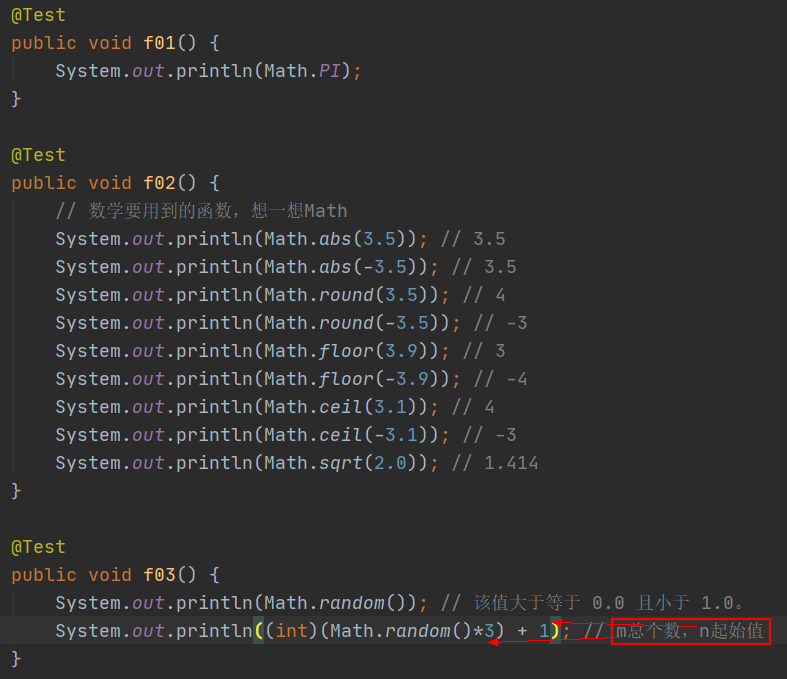 @Test
public void f01() {
System.out.println(Math.PI);
}
@Test
public void f02() {
// 数学要用到的函数，想一想Math
System.out.println(Math.abs(3.5)); // 3.5
System.out.println(Math.abs(-3.5)); // 3.5
System.out.println(Math.round(3.5)); // 4
System.out.println(Math.round(-3.5)); // -3
System.out.println(Math.floor(3.9)); // 3
System.out.println(Math.floor(-3.9)); // -4
System.out.println(Math.ceil(3.1)); // 4
System.out.println(Math.ceil(-3.1)); // -3
System.out.println(Math.sqrt(2.0)); // 1.414
}
@Test
public void f03() {
System.out.println(Math.random()); // 该值大于等于 0.0 且小于 1.0。
System.out.println((int)(Math.random()*3) + 1); // m总个数，n起始值
}